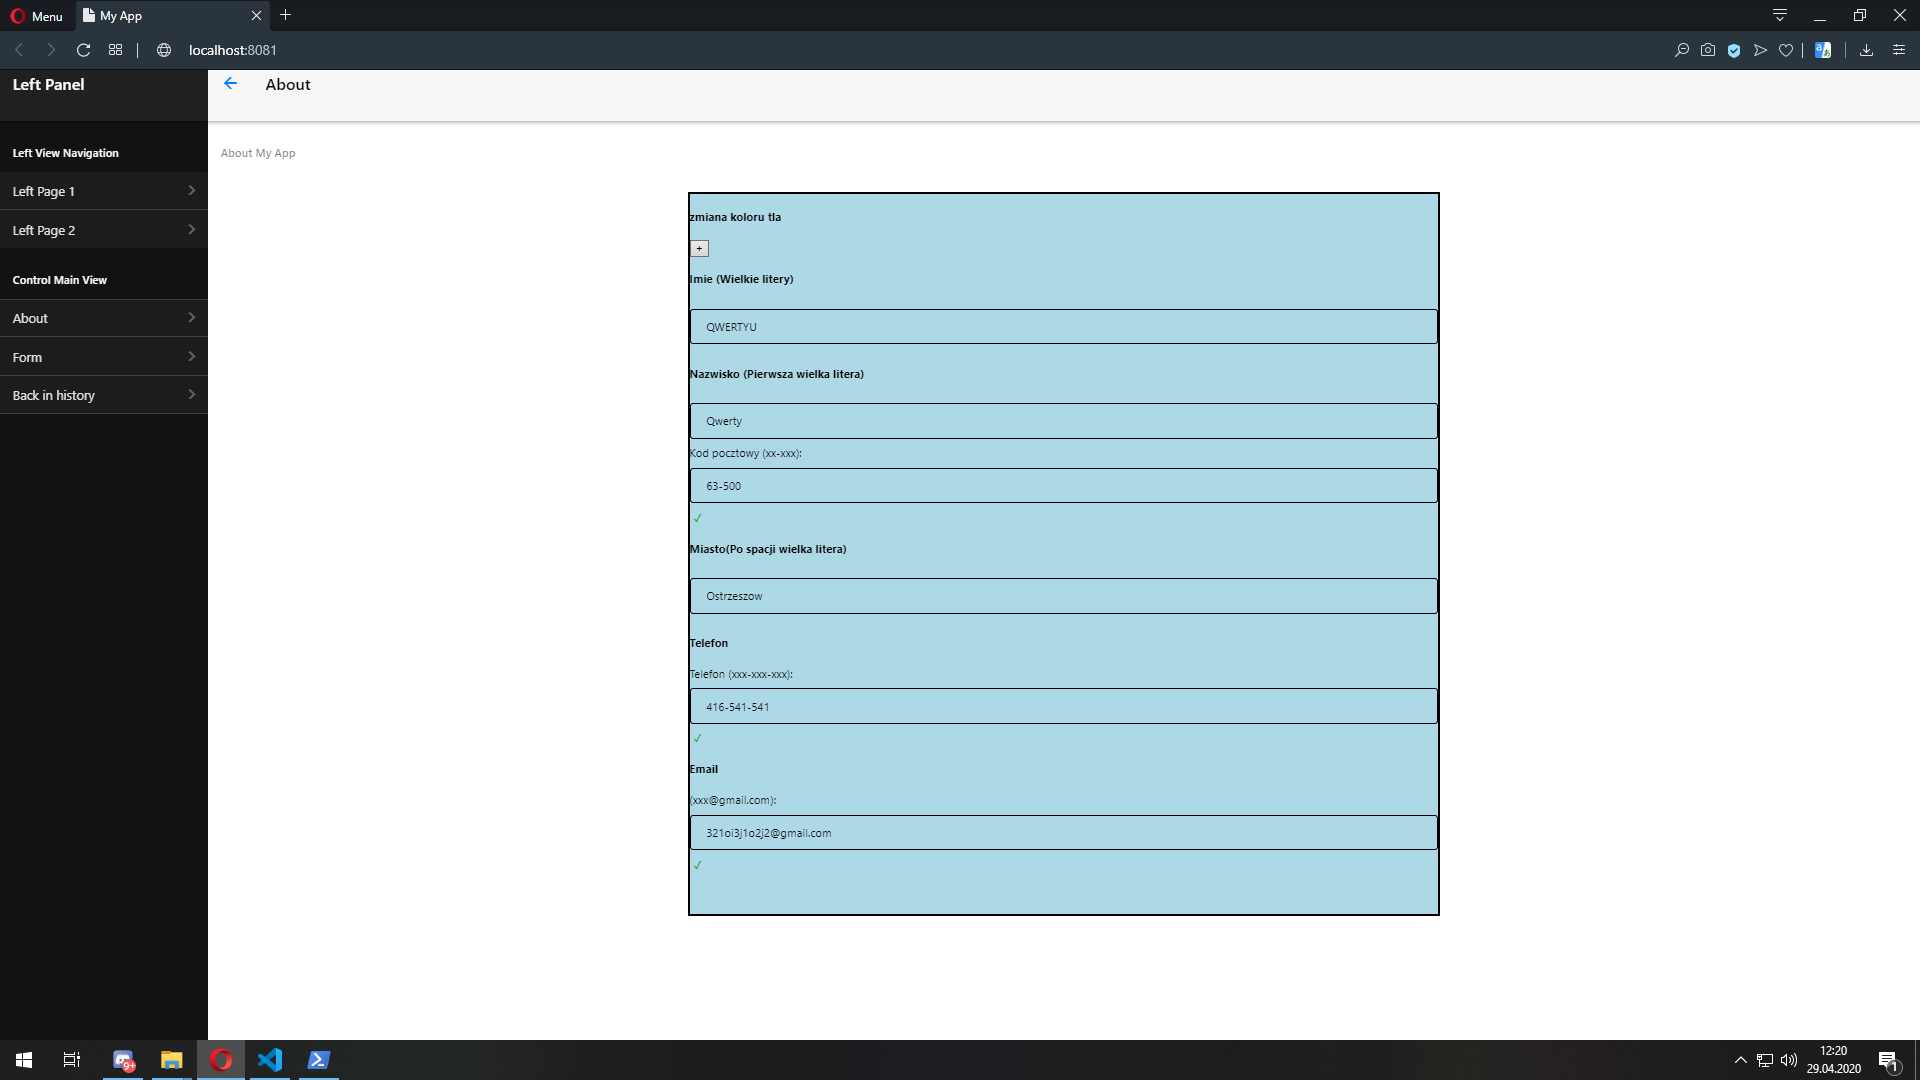 Menu
My App
localhost:8081
Left Panel
About
Left View Navigation
Left Page 1
Left Page 2
Control Main View
About
Form
Back in history
About My App
zmiana koloru tla
+
Imie (Wielkie litery)
QWERTYU
Nazwisko (Pierwsza wielka litera)
Qwerty
Kod pocztowy (xx-xxx):
63-500
✓
Miasto(Po spacji wielka litera)
Ostrzeszow
Telefon
Telefon (xxx-xxx-xxx):
416-541-541
✓
Email
(xxx@gmail.com):
321oi3j1o2j2@gmail.com
✓
9+
12:20
29.04.2020
1